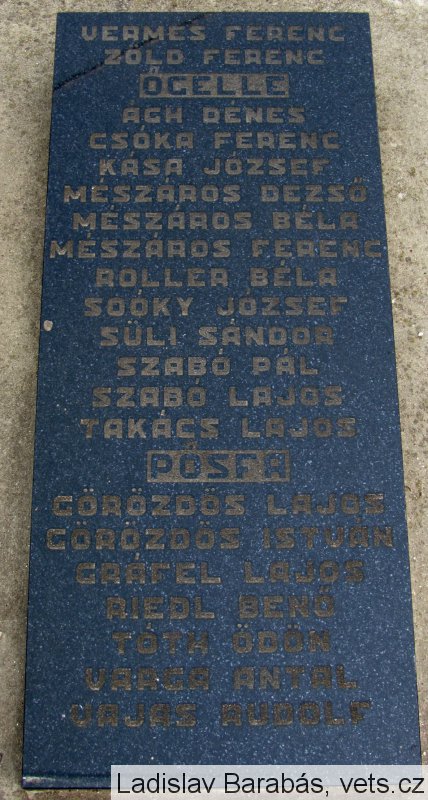 VERMES FERENC
ZÖLD FERENC
ÓGELLE
ÁGH DÉNES
CSÓKA FERENC
KASA JÓZSEF
MÉSZÁROS DEZSŐ
MÉSZÁROS BÉLA
MÉSZÁROS FERENC
ROLLER BÉLA
SOÓKY JÓZSEF
SÜLI SÁNDOR
SZABÓ PÁL
SZABÓ LAJOS
TAKÁCS LAJOS
PÓSFA
GÖRÖZDÖS LAJOS
GÖRÖZDÖS ISTVÁN
GRÁFEL LAJOS
RIEDL BENŐ
TÓTH ÖDÖN
VARGA ANTAL
VAJAS RUDOLF
Ladislav Barabás, vets.cz